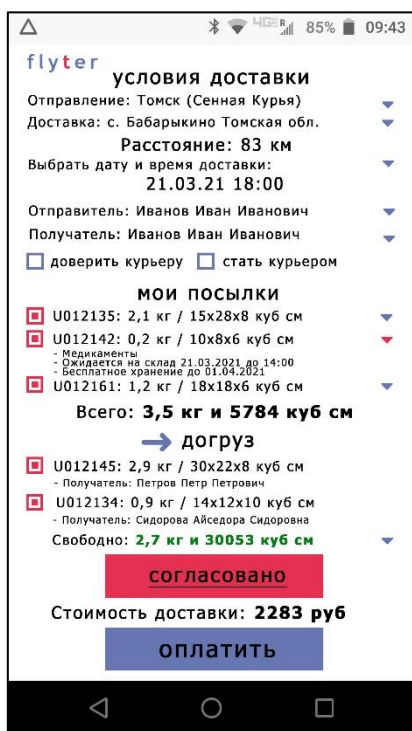 4G R 85% 09:43
flyter
условия доставки
Отправление: Томск (Сенная Курья)
Доставка: с. Бабарыкино Томская обл.
Расстояние: 83 км
Выбрать дату и время доставки:
21.03.21 18:00
Отправитель: Иванов Иван Иванович
Получатель: Иванов Иван Иванович
доверить курьеру стать курьером
мои посылки
U012135: 2,1 кг / 15x28x8 куб см
U012142: 0,2 кг / 10x8x6 куб см
- Медикаменты
- Ожидается на склад 21.03.2021 до 14:00
- Бесплатное хранение до 01.04.2021
U012161: 1,2 кг / 18x18x6 куб см
Всего: 3,5 кг и 5784 куб см
→ догруз
U012145: 2,9 кг / 30x22x8 куб см
- Получатель: Петров Петр Петрович
U012134: 0,9 кг / 14x12x10 куб см
- Получатель: Сидорова Айседора Сидоровна
Свободно: 2,7 кг и 30053 куб см
согласовано
Стоимость доставки: 2283 руб
оплатить